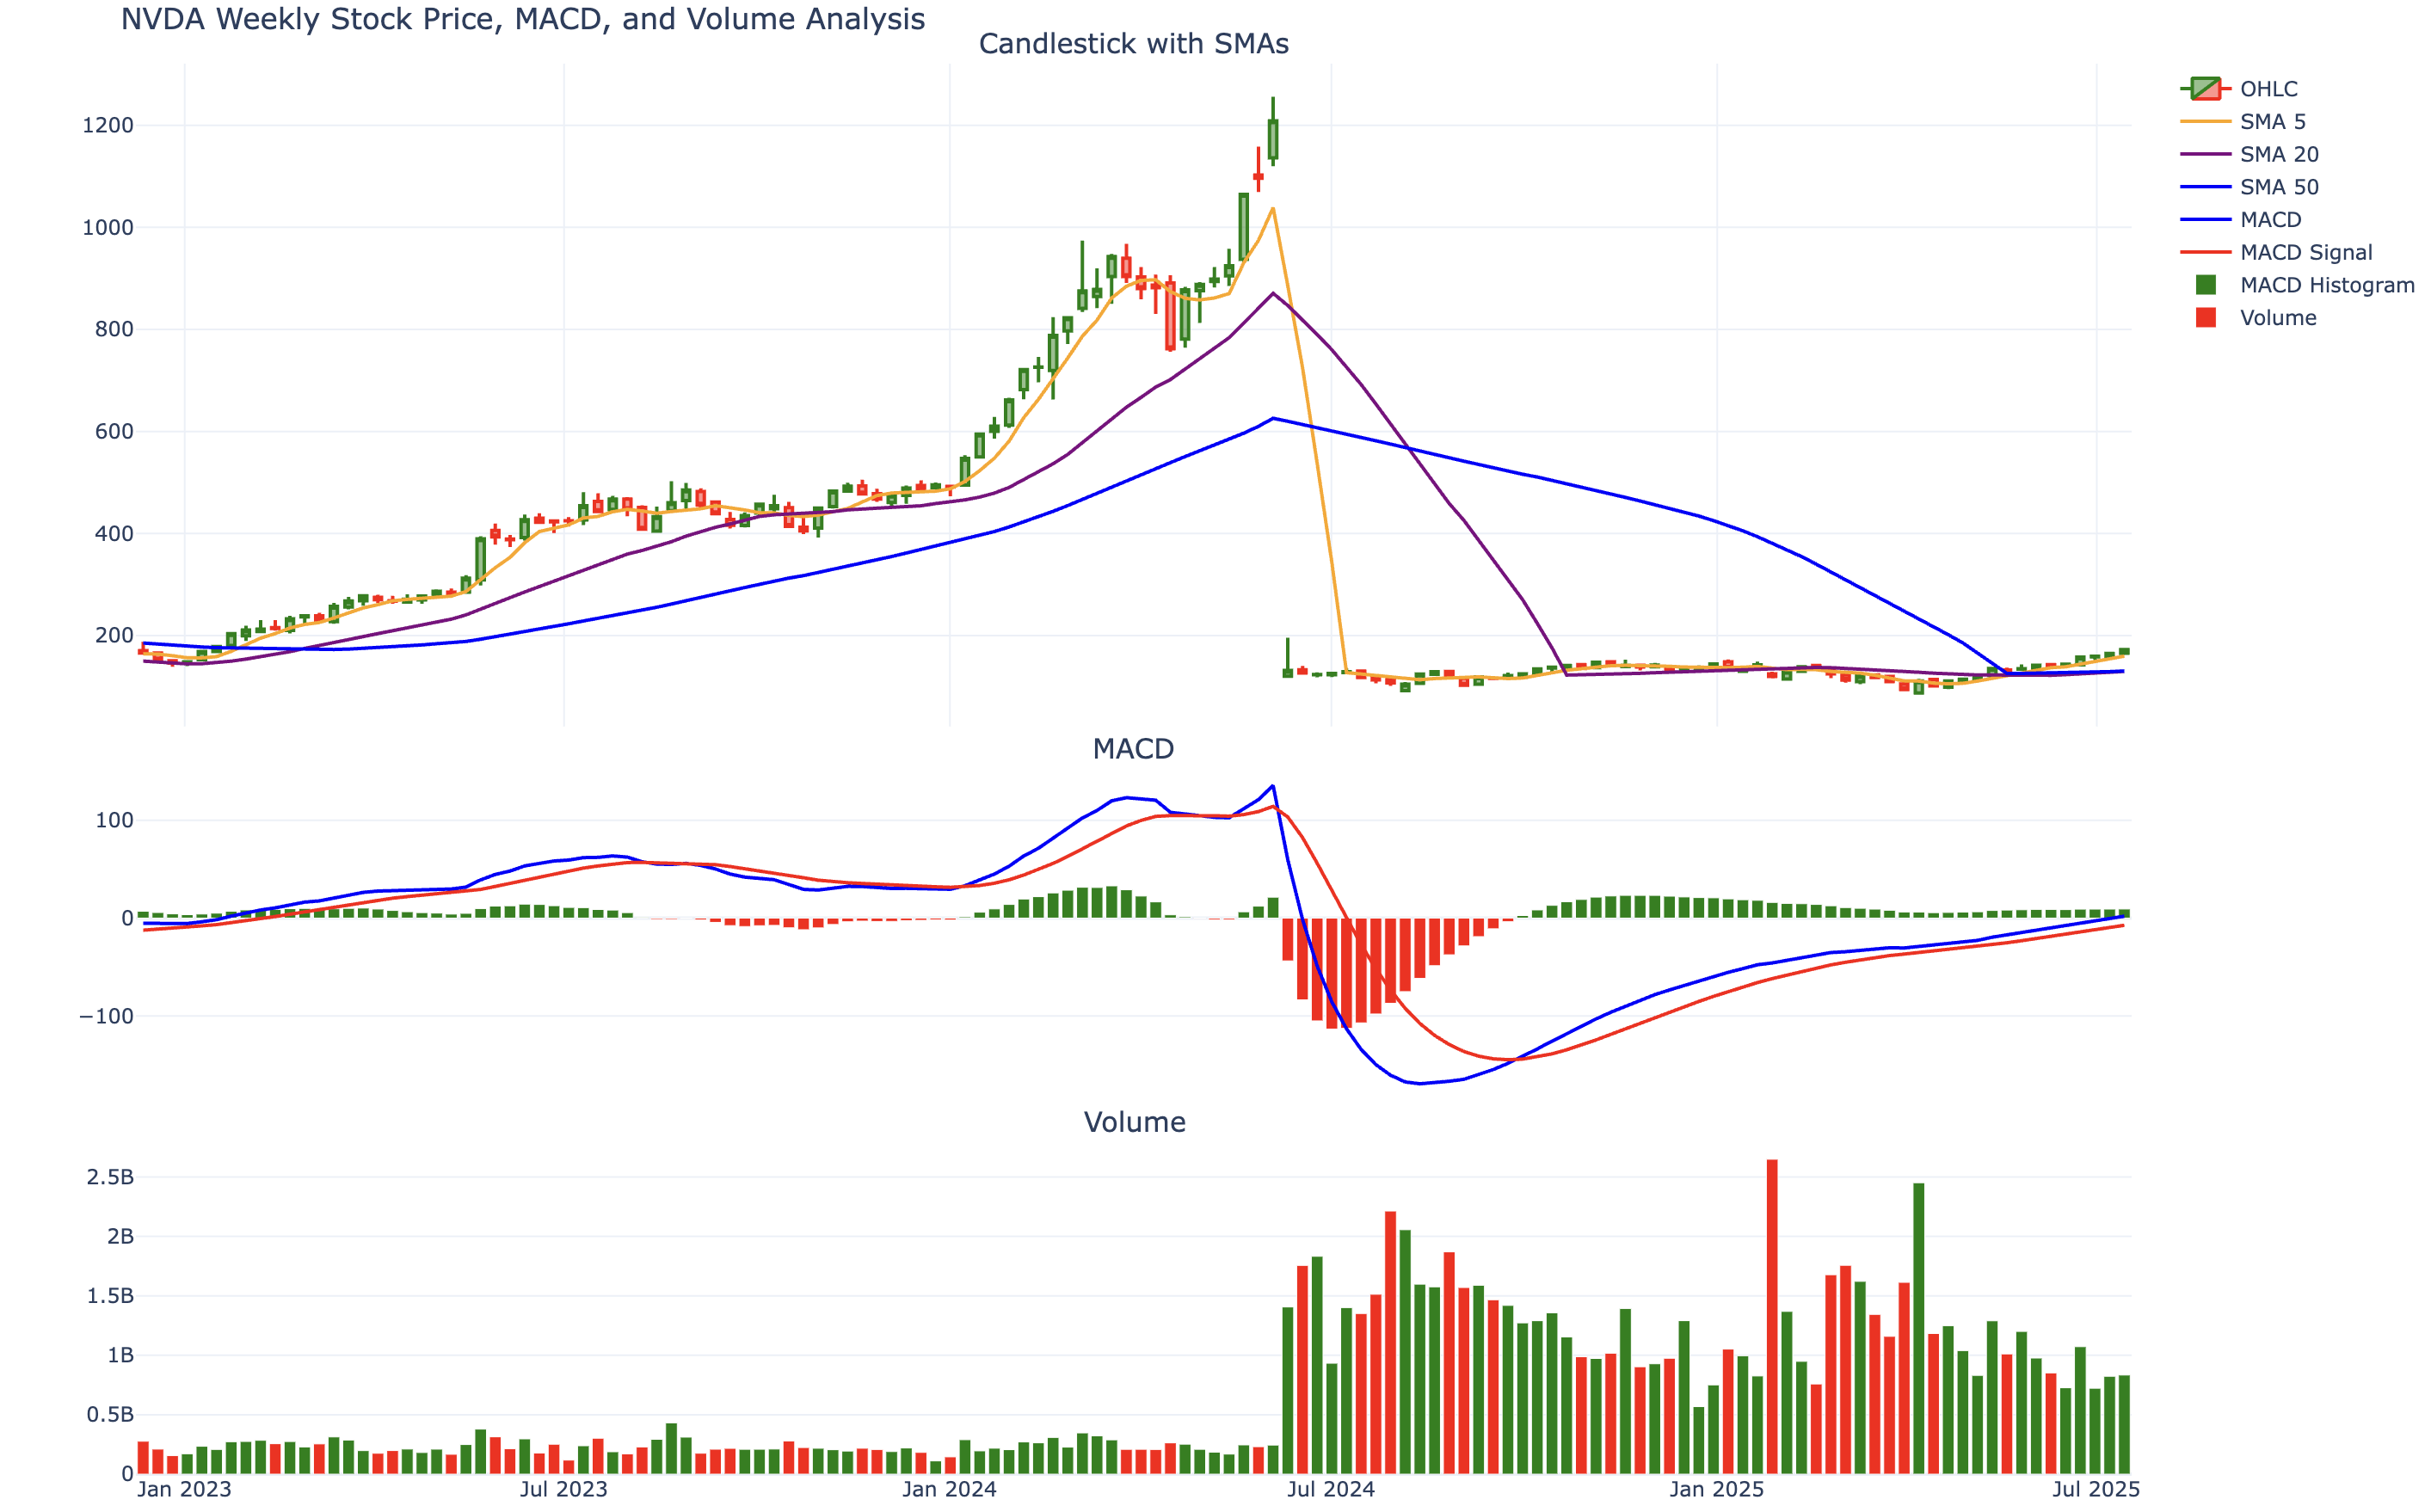 NVDA Weekly Stock Price, MACD, and Volume Analysis
Candlestick with SMAs
1200
1000
800
600
400
200
OHLC
SMA 5
SMA 20
SMA 50
MACD
MACD Signal
MACD Histogram
Volume
MACD
100
0
−100
Volume
2.5B
2B
1.5B
1B
0.5B
0
Jan 2023
Jul 2023
Jan 2024
Jul 2024
Jan 2025
Jul 2025